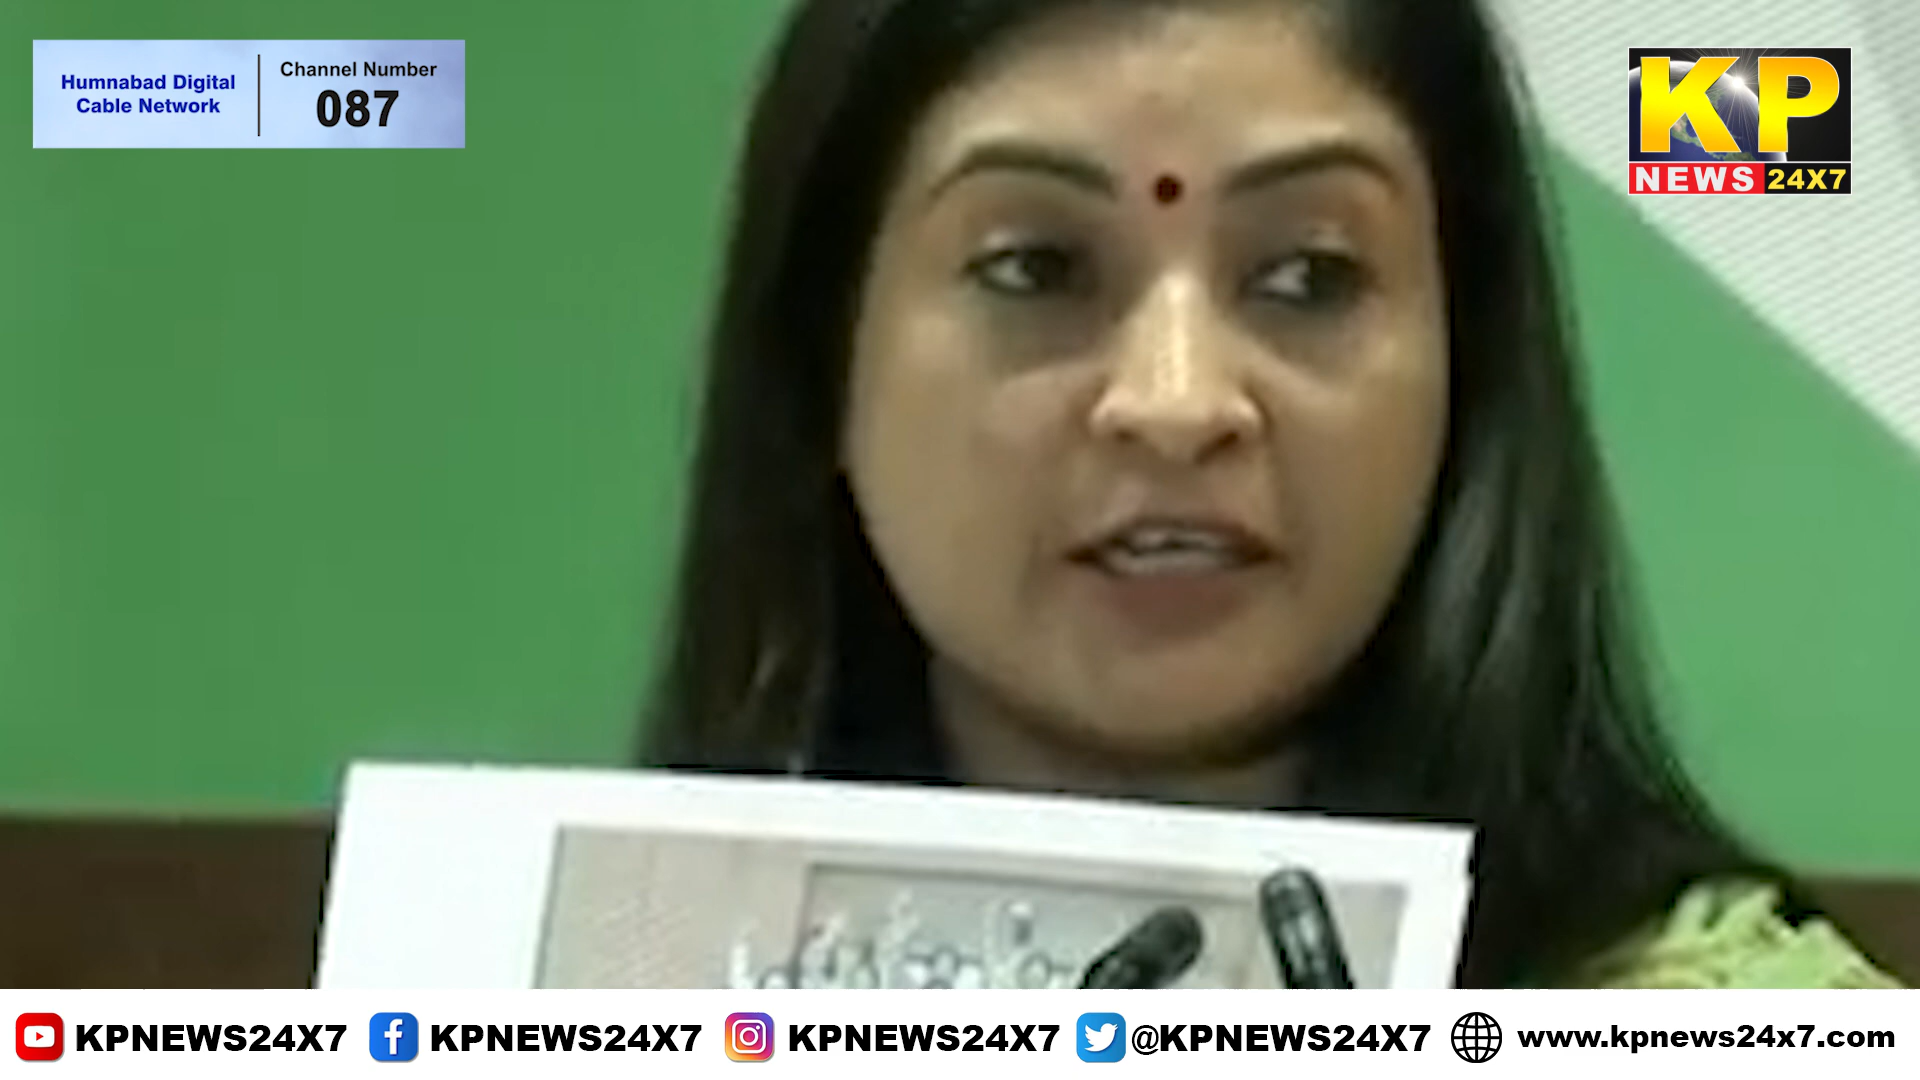 Humnabad Digital
Cable Network
Channel Number
087
KP
NEWS 24X7
KPNEWS24X7
KPNEWS24X7
KPNEWS24X7
@KPNEWS24X7
www.kpnews24x7.com